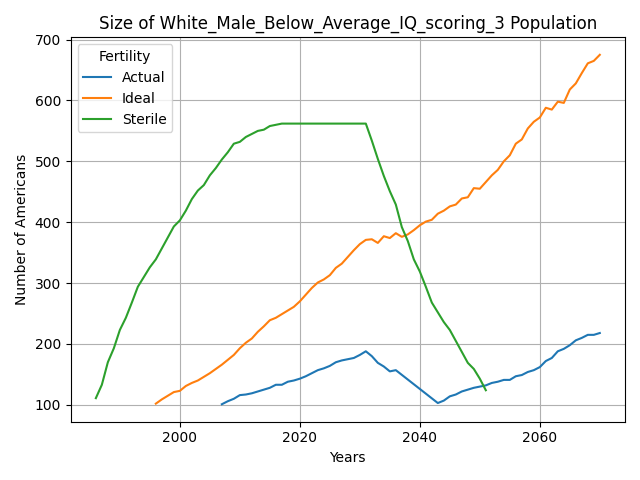 Size of White_Male_Below_Average_IQ_scoring_3 Population
700
600
500
400
300
200
100
Number of Americans
Fertility
Actual
Ideal
Sterile
2000 2020 2040 2060
Years